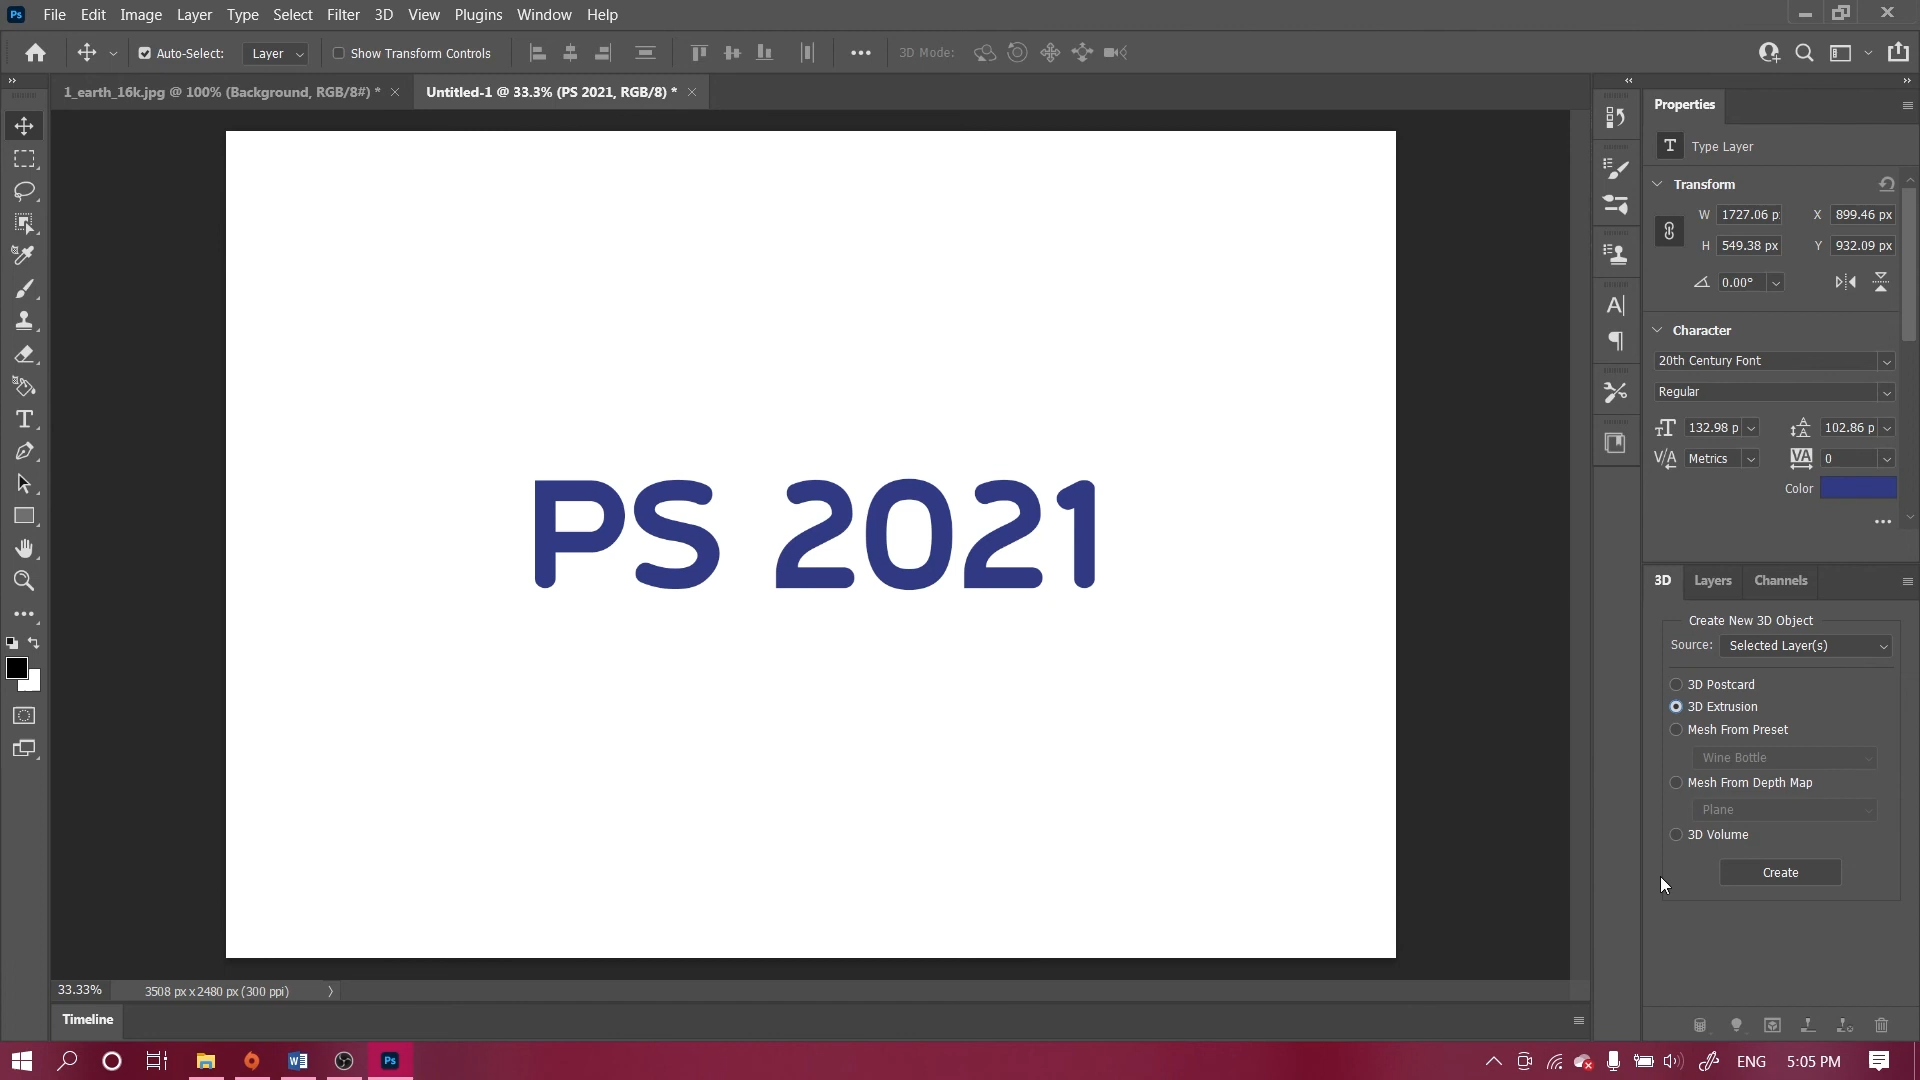 Ps File Edit Image Layer Type Select Filter 3D View Plugins Window Help
Auto-Select: Layer Show Transform Controls 3D Mode:
1_earth_16k.jpg @ 100% (Background, RGB/8#) * Untitled-1 @ 33.3% (PS 2021, RGB/8) *
Properties
T Type Layer
Transform
W 1727.06 p X 899.46 px
H 549.38 px Y 932.09 px
0.00°
Character
20th Century Font
Regular
132.98 p 102.86 p
Metrics 0
Color
PS 2021
3D Layers Channels
Create New 3D Object
Source: Selected Layer(s)
3D Postcard
3D Extrusion
Mesh From Preset
Wine Bottle
Mesh From Depth Map
Plane
3D Volume
Create
33.33% 3508 px x 2480 px (300 ppi)
Timeline
Ps ENG 5:05 PM